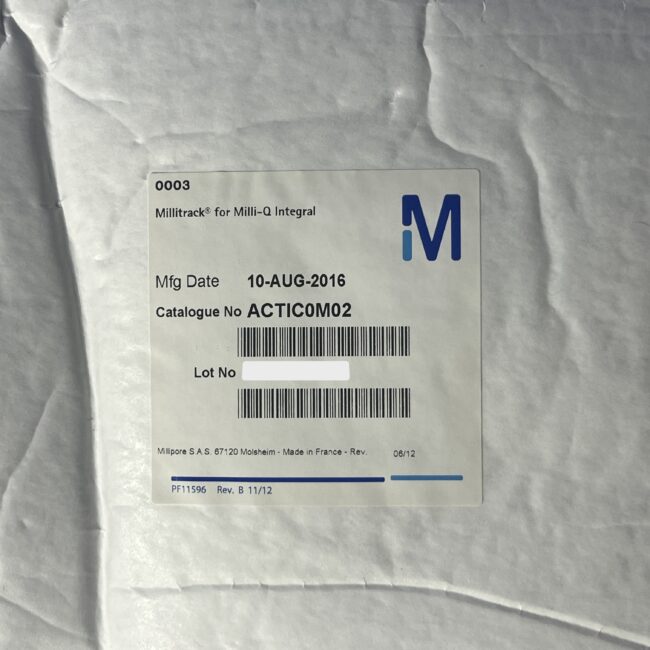 0003
Millitrack® for Milli-Q Integral
M
Mfg Date 10-AUG-2016
Catalogue No ACTIC0M02
Lot No
Millipore S.A.S. 67120 Molsheim - Made in France - Rev. 06/12
PF11596 Rev. B 11/12